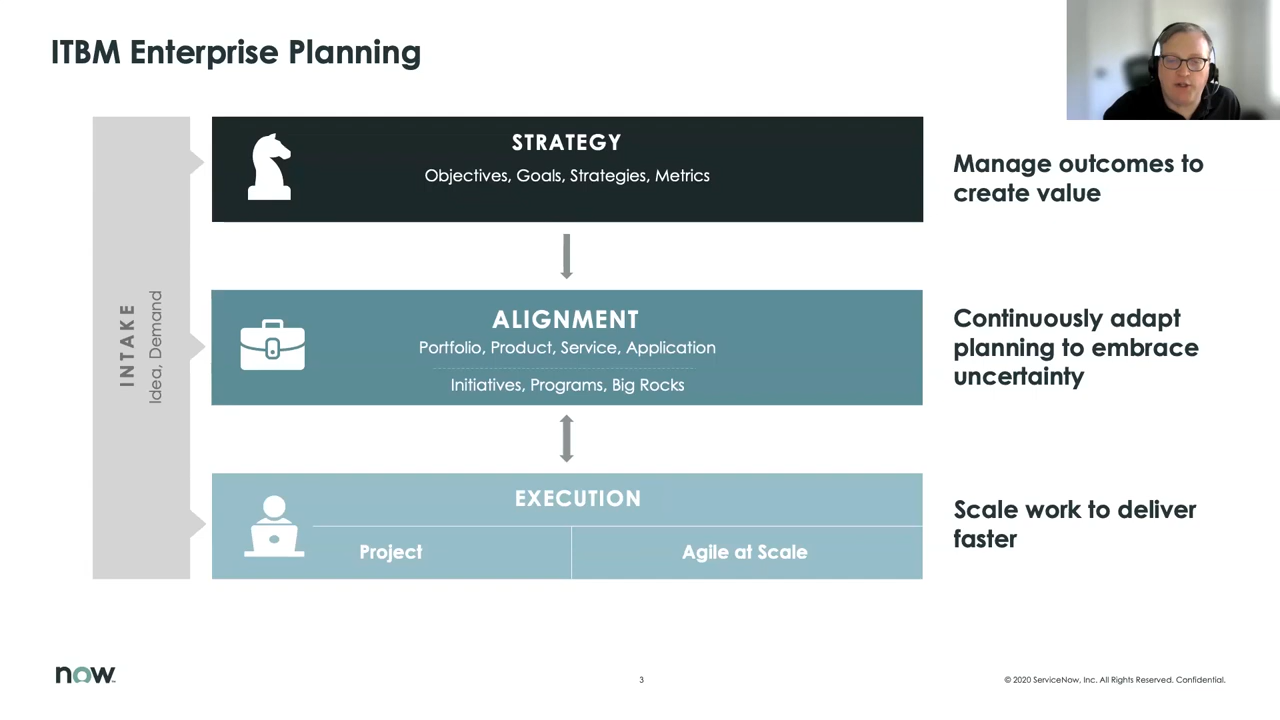 ITBM Enterprise Planning
INTAKE
Idea, Demand
STRATEGY
Objectives, Goals, Strategies, Metrics
Manage outcomes to
create value
ALIGNMENT
Portfolio, Product, Service, Application
Initiatives, Programs, Big Rocks
Continuously adapt
planning to embrace
uncertainty
EXECUTION
Project
Agile at Scale
Scale work to deliver
faster
now
3
© 2020 ServiceNow, Inc. All Rights Reserved. Confidential.